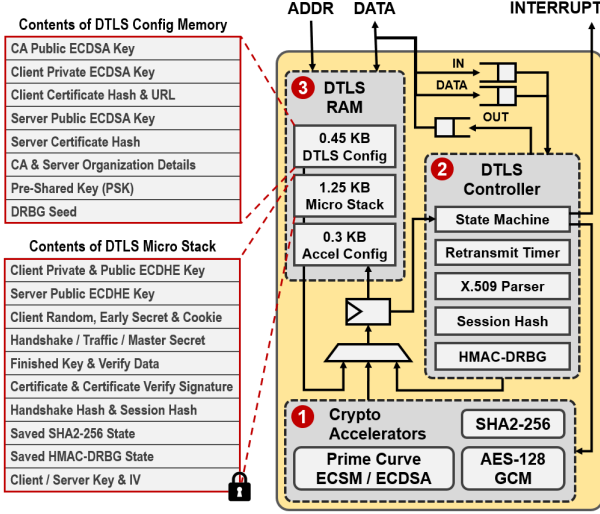 Contents of DTLS Config Memory
CA Public ECDSA Key
Client Private ECDSA Key
Client Certificate Hash & URL
Server Public ECDSA Key
Server Certificate Hash
CA & Server Organization Details
Pre-Shared Key (PSK)
DRBG Seed
Contents of DTLS Micro Stack
Client Private & Public ECDHE Key
Server Public ECDHE Key
Client Random, Early Secret & Cookie
Handshake / Traffic / Master Secret
Finished Key & Verify Data
Certificate & Certificate Verify Signature
Handshake Hash & Session Hash
Saved SHA2-256 State
Saved HMAC-DRBG State
Client / Server Key & IV
ADDR
DATA
INTERRUPT
3
DTLS
RAM
0.45 KB
DTLS Config
1.25 KB
Micro Stack
0.3 KB
Accel Config
IN
DATA
OUT
2
DTLS
Controller
State Machine
Retransmit Timer
X.509 Parser
Session Hash
HMAC-DRBG
1
Crypto
Accelerators
SHA2-256
Prime Curve
ECSM / ECDSA
AES-128
GCM